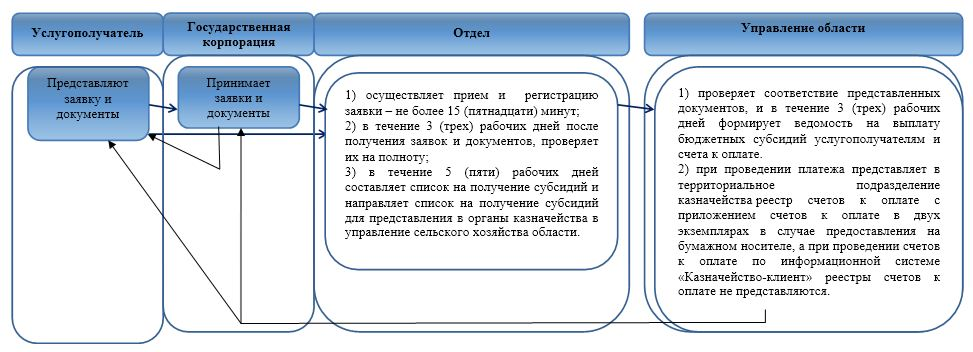 Услугополучатель
Государственная
корпорация
Отдел
Управление области
Представляют
заявку и
документы
Принимает
заявки и
документы
1) осуществляет прием и регистрацию
заявки – не более 15 (пятнадцати) минут;
2) в течение 3 (трех) рабочих дней после
получения заявок и документов, проверяет
их на полноту;
3) в течение 5 (пяти) рабочих дней
составляет список на получение субсидий и
направляет список на получение субсидий
для представления в органы казначейства в
управление сельского хозяйства области.
1) проверяет соответствие представленных
документов, и в течение 3 (трех) рабочих
дней формирует ведомость на выплату
бюджетных субсидий услугополучателям и
счета к оплате.
2) при проведении платежа представляет в
территориальное подразделение
казначейства реестр счетов к оплате с
приложением счетов к оплате в двух
экземплярах в случае предоставления на
бумажном носителе, а при проведении счетов
к оплате по информационной системе
«Казначейство-клиент» реестры счетов к
оплате не представляются.